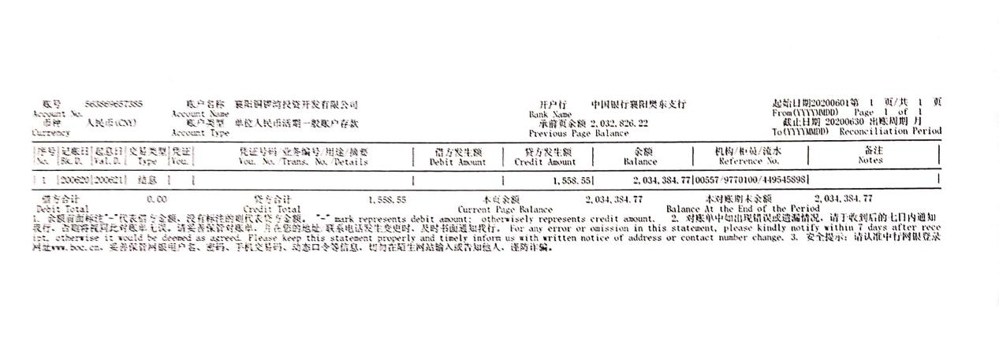 账号 563869657385 账户名称 襄阳铜锣湾投资开发有限公司 开户行 中国银行襄阳樊东支行 起始日期20200601第 1 页/共 1 页
Account No. Account Name Bank Name From(YYYYMMDD) Page 1 of 1
币种 人民币(CNY) 账户类型 单位人民币活期一般账户存款 承前页余额 2,032,826.22 截止日期 20200630 出账周期 月
Currency Account Type Previous Page Balance To(YYYYMMDD) Reconciliation Period
序号 记账日 起息日 交易类型 凭证 凭证号码/业务编号/用途/摘要 借方发生额 贷方发生额 余额 机构/柜员/流水 备注
No. Bk.D. Val.D. Type Vou. Vou. No./Trans. No./Details Debit Amount Credit Amount Balance Reference No. Notes
1 200620 200621 结息 1,558.55 2,034,384.77 00557/9770100/449545898
借方合计 0.00 贷方合计 1,558.55 本页余额 2,034,384.77 本对账期末余额 2,034,384.77
Debit Total Credit Total Current Page Balance Balance At the End of the Period
1. 余额前面标注"-"代表借方余额、没有标注的则代表贷方余额。 "-" mark represents debit amount; otherwisely represents credit amount. 2. 对账单中如出现错误或遗漏情况, 请于收到后的七日内通知
我行, 否则将视同此对账单无误。请妥善保管对账单, 并在您的地址、联系电话发生变更时, 及时书面通知我行。 For any error or omission in this statement, please kindly notify within 7 days after rece
ipt, otherwise it would be deemed as agreed. Please keep this statement properly and timely inform us with written notice of address or contact number change. 3. 安全提示: 请认准中行网银登录
网址www.boc.cn, 妥善保管网银用户名、密码、手机交易码、动态口令等信息, 切勿在陌生网站输入或告知他人, 谨防诈骗。